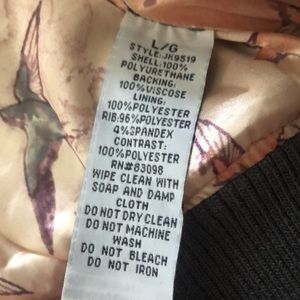 L/G
STYLE:JK9519
SHELL:100%
POLYURETHANE
BACKING:
100%VISCOSE
LINING:
100%POLYESTER
RIB:96%POLYESTER
4%SPANDEX
CONTRAST:
100%POLYESTER
RN#83098
WIPE CLEAN WITH
SOAP AND DAMP
CLOTH
DO NOT DRY CLEAN
DO NOT MACHINE
WASH
DO NOT BLEACH
DO NOT IRON